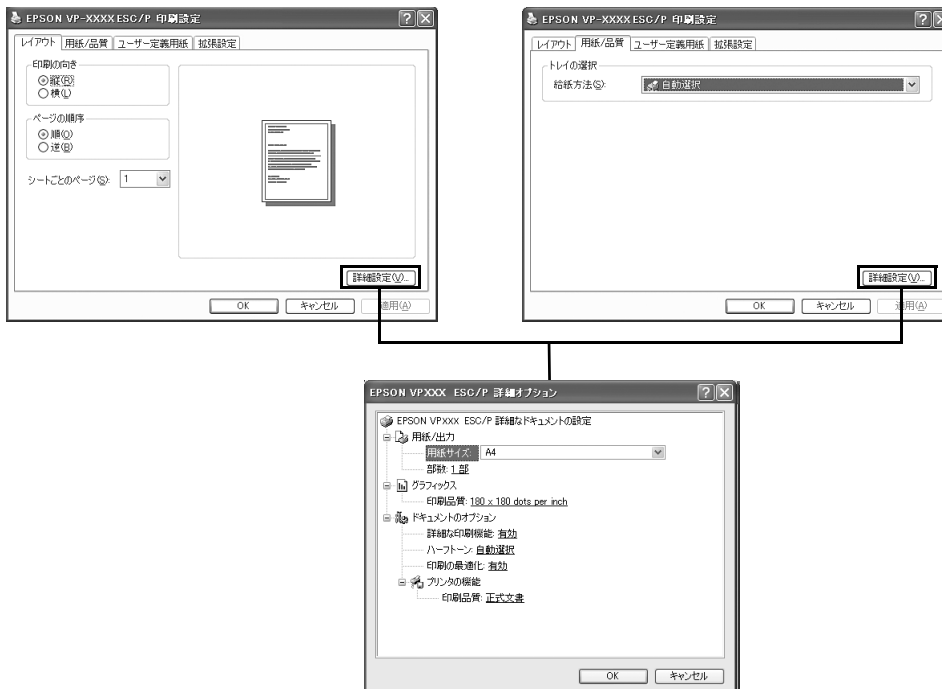 EPSON VP-XXXX ESC/P 印刷設定
レイアウト 用紙/品質 ユーザー定義用紙 拡張設定
印刷の向き
縦(R)
横(L)
ページの順序
順(O)
逆(B)
シートごとのページ(S): 1
詳細設定(V)...
OK キャンセル 適用(A)
EPSON VP-XXXX ESC/P 印刷設定
レイアウト 用紙/品質 ユーザー定義用紙 拡張設定
トレイの選択
給紙方法(S): 自動選択
詳細設定(V)...
OK キャンセル 適用(A)
EPSON VPXXX ESC/P 詳細オプション
EPSON VPxxx ESC/P 詳細なドキュメントの設定
用紙/出力
用紙サイズ: A4
部数: 1 部
グラフィックス
印刷品質: 180 x 180 dots per inch
ドキュメントのオプション
詳細な印刷機能: 有効
ハーフトーン: 自動選択
印刷の最適化: 有効
プリンタの機能
印刷品質: 正式文書
OK キャンセル